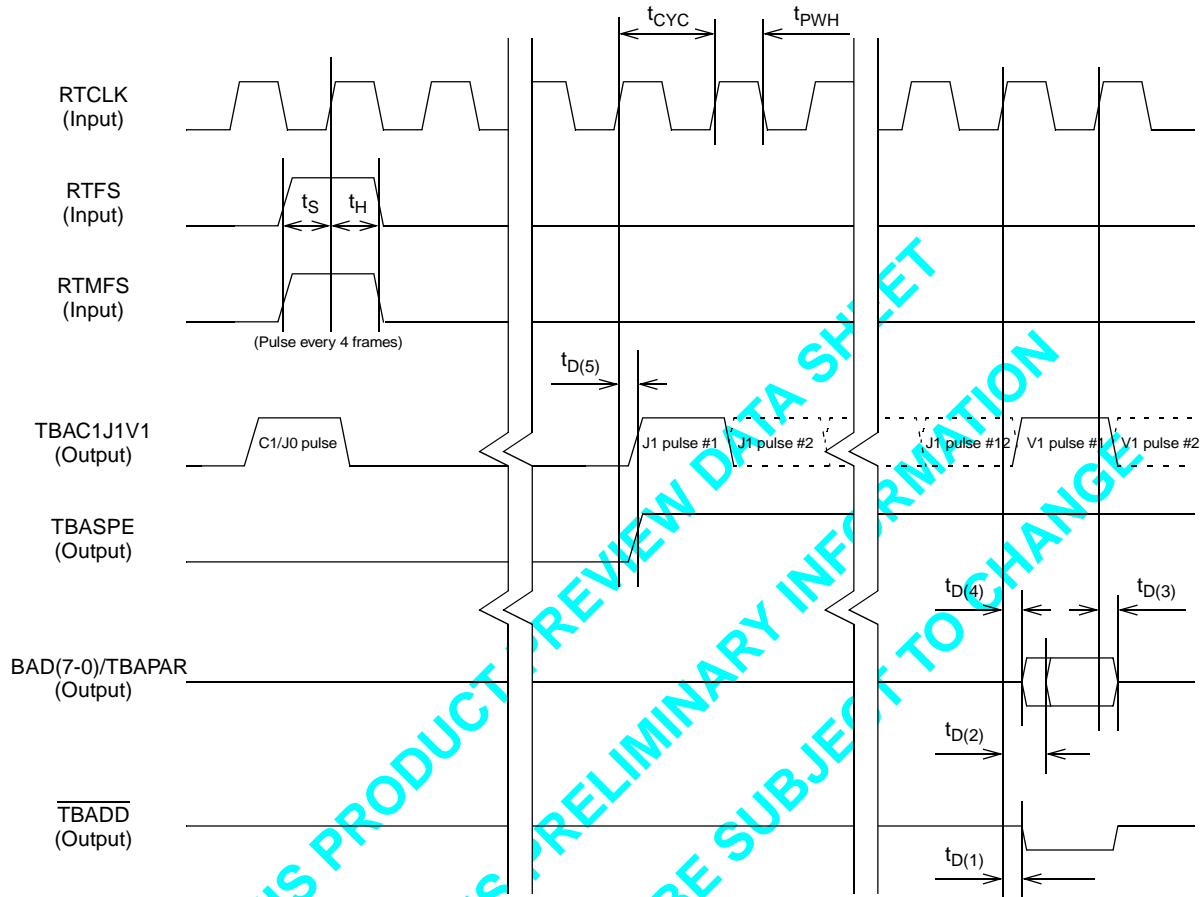 tCYC
tPWH
RTCLK
(Input)
RTFS
(Input)
tS
tH
RTMFS
(Input)
(Pulse every 4 frames)
tD(5)
TBAC1J1V1
(Output)
C1/J0 pulse
J1 pulse #1
J1 pulse #2
J1 pulse #12
V1 pulse #1
V1 pulse #2
TBASPE
(Output)
tD(4)
tD(3)
BAD(7-0)/TBAPAR
(Output)
tD(2)
TBADD
(Output)
tD(1)
IS PRODUCT PREVIEW DATA SHEET
S PRELIMINARY INFORMATION
BE SUBJECT TO CHANGE